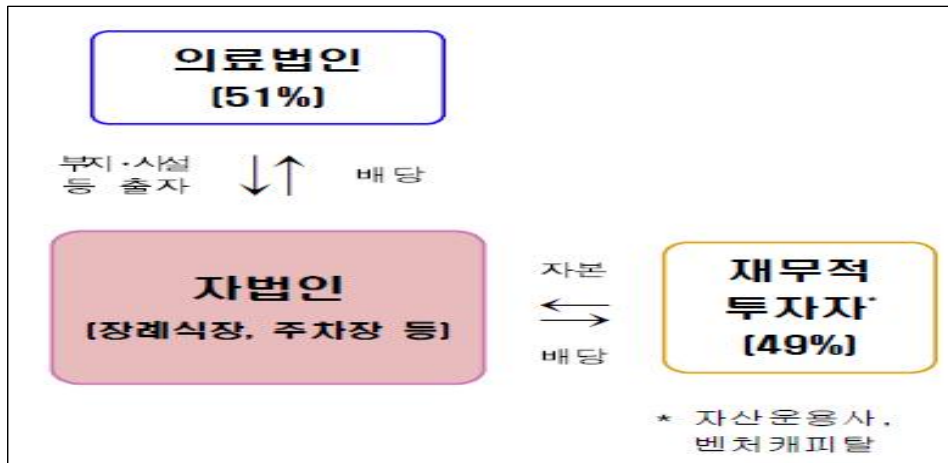 의료법인
(51%)
부지·시설
등 출자
배당
자법인
(장례식장, 주차장 등)
자본
배당
재무적
투자자*
(49%)
* 자산운용사,
벤처캐피탈